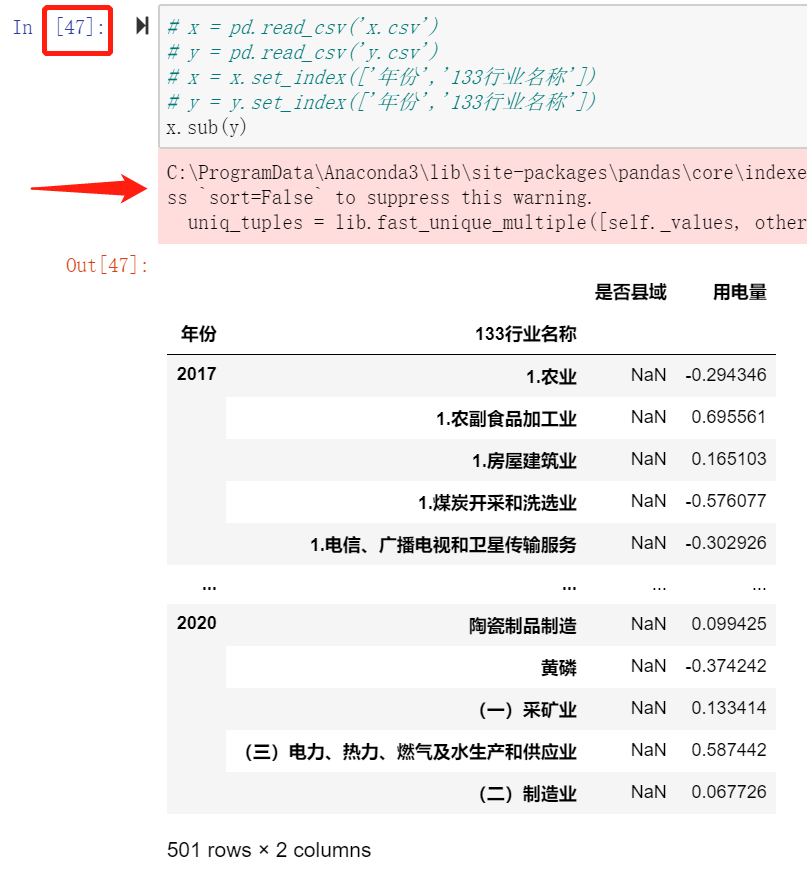 In [47]:
# x = pd.read_csv('x.csv')
# y = pd.read_csv('y.csv')
# x = x.set_index(['年份','133行业名称'])
# y = y.set_index(['年份','133行业名称'])
x.sub(y)
C:\ProgramData\Anaconda3\lib\site-packages\pandas\core\indexe
ss `sort=False` to suppress this warning.
uniq_tuples = lib.fast_unique_multiple([self._values, other
Out[47]:
是否县域 用电量
年份 133行业名称
2017 1.农业 NaN -0.294346
1.农副食品加工业 NaN 0.695561
1.房屋建筑业 NaN 0.165103
1.煤炭开采和洗选业 NaN -0.576077
1.电信、广播电视和卫星传输服务 NaN -0.302926
... ... ... ...
2020 陶瓷制品制造 NaN 0.099425
黄磷 NaN -0.374242
（一）采矿业 NaN 0.133414
（三）电力、热力、燃气及水生产和供应业 NaN 0.587442
（二）制造业 NaN 0.067726
501 rows × 2 columns